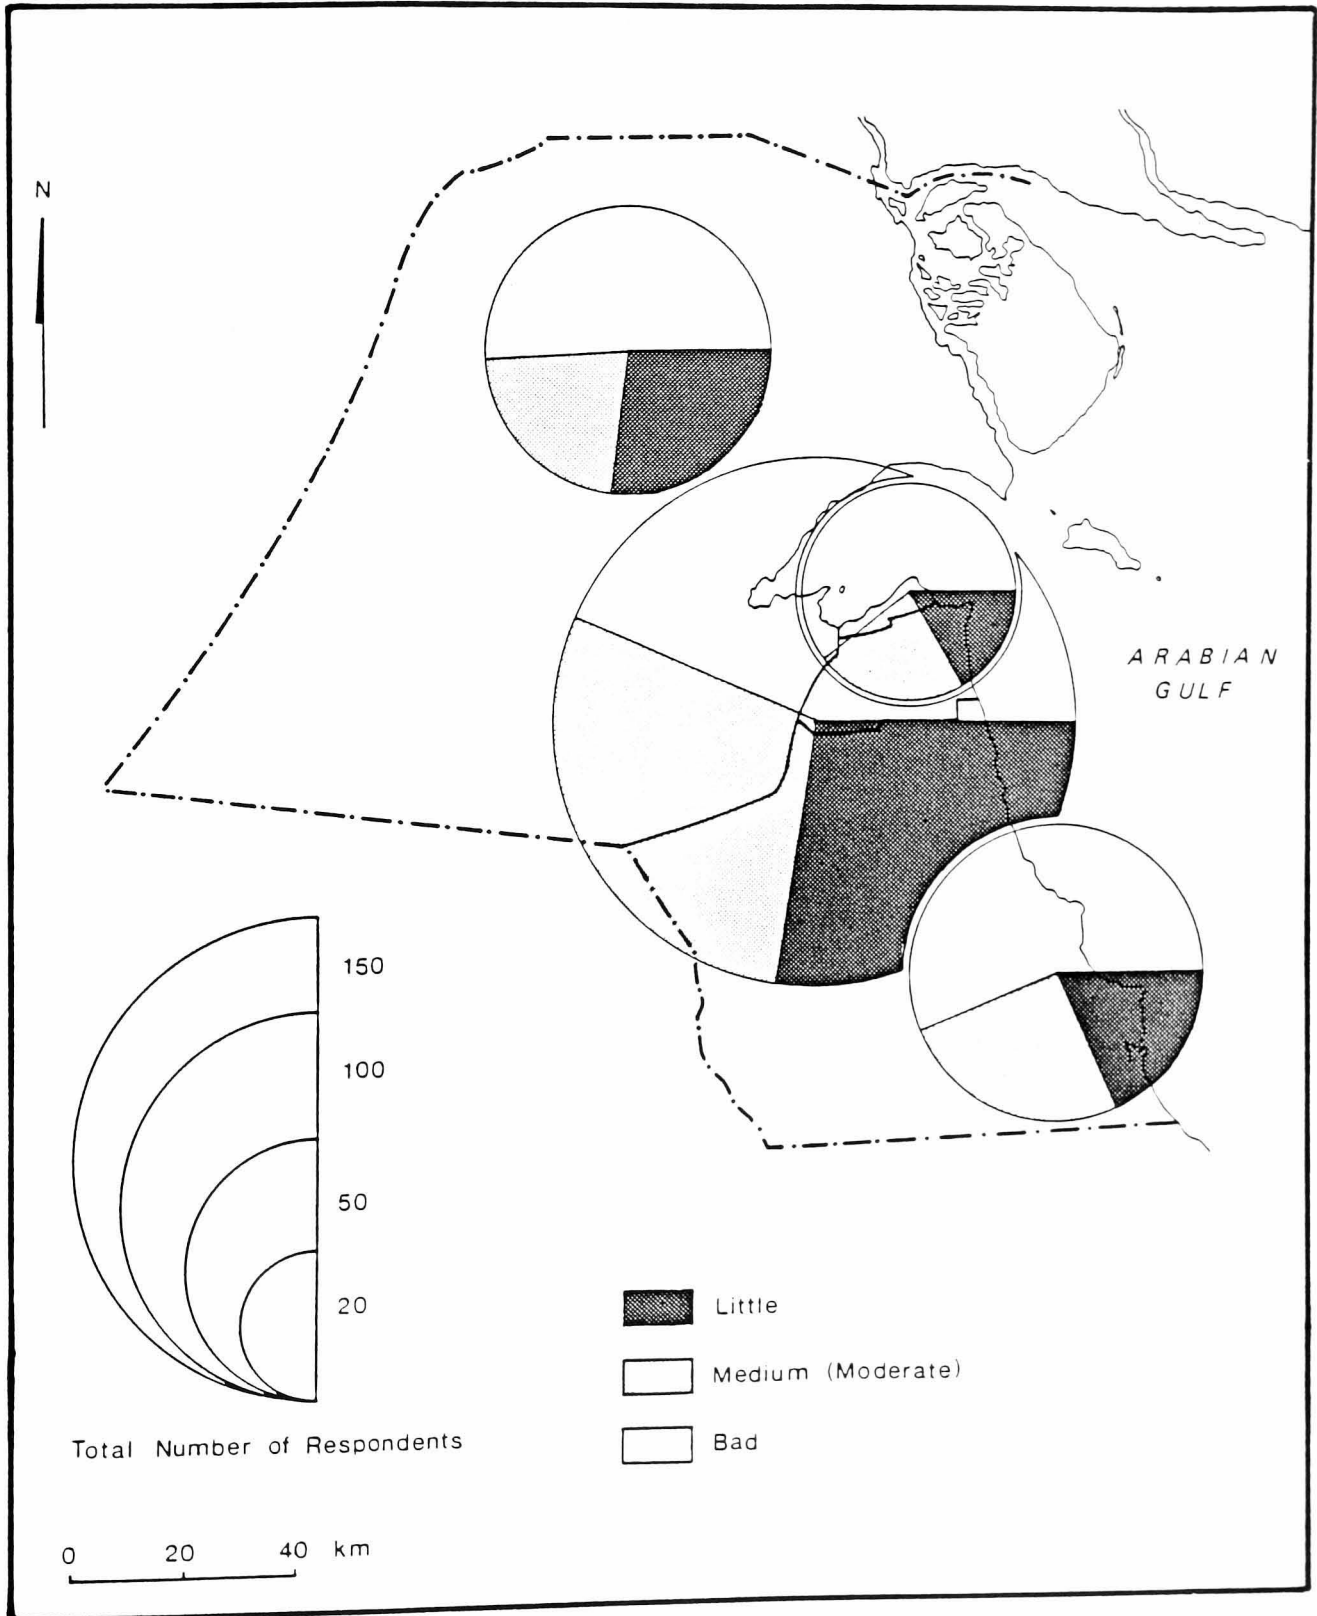 N
ARABIAN
GULF
150
100
50
20
Total Number of Respondents
Little
Medium (Moderate)
Bad
0 20 40 km